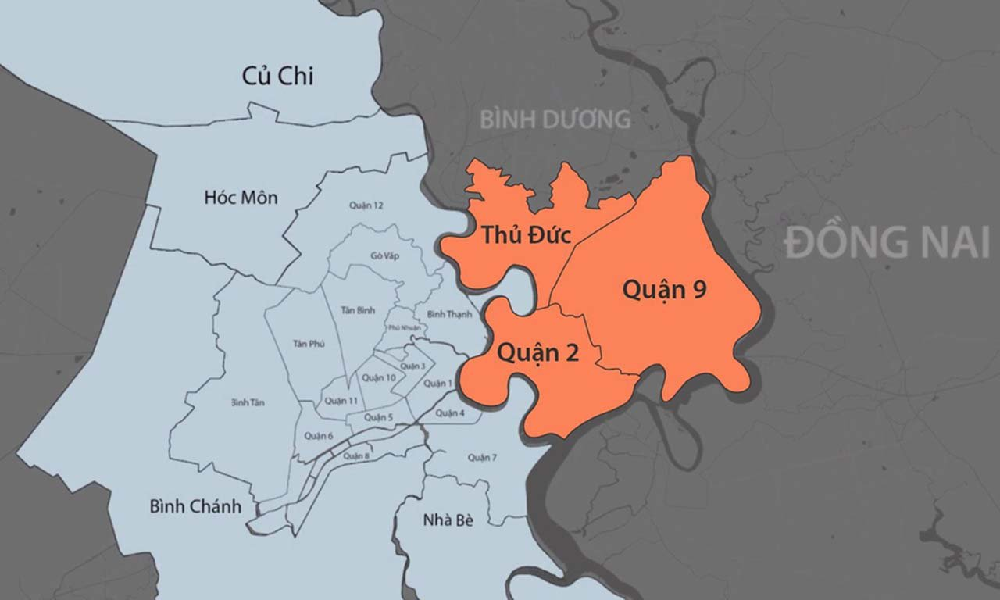 Củ Chi
BÌNH DƯƠNG
Hóc Môn
Quận 12
Thủ Đức
ĐỒNG NAI
Gò Vấp
Quận 9
Tân Bình
Bình Thạnh
Phú Nhuận
Tân Phú
Quận 2
Quận 3
Quận 10
Quận 1
Quận 11
Bình Tân
Quận 4
Quận 5
Quận 6
Quận 8
Quận 7
Bình Chánh
Nhà Bè